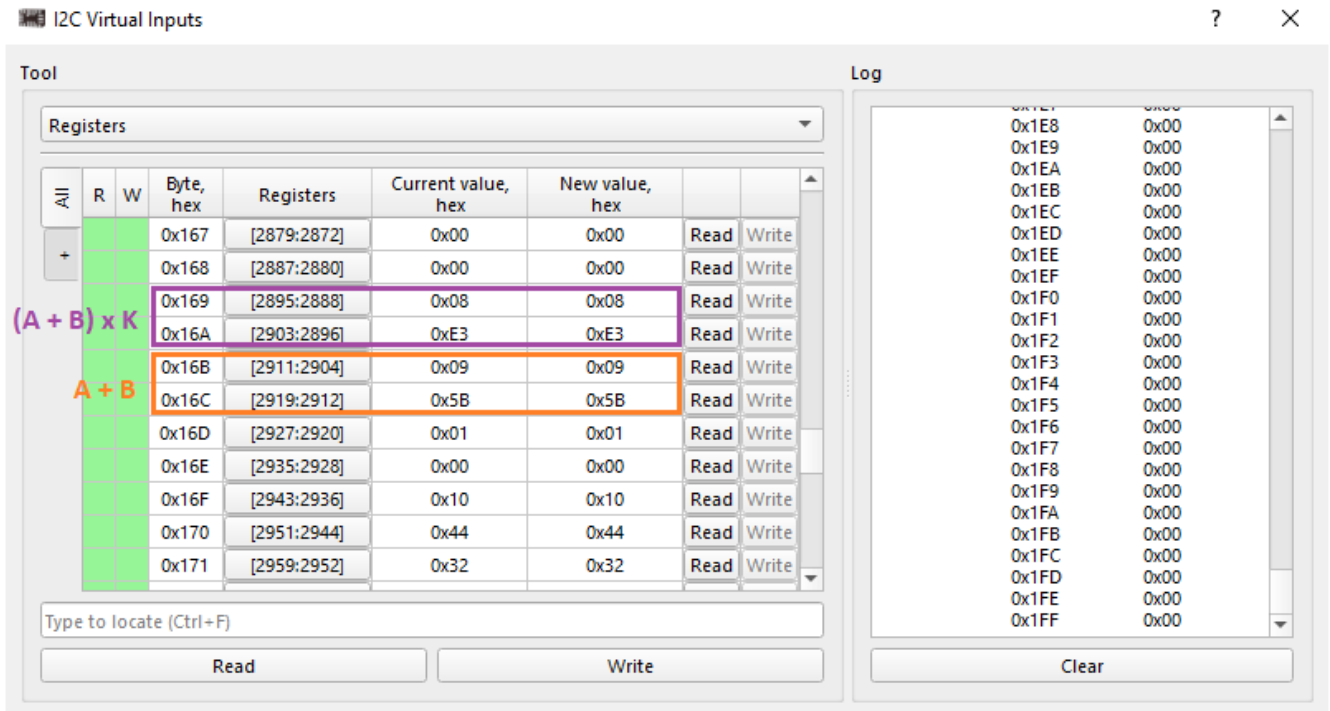 I2C Virtual Inputs ? ×
Tool
Registers
All
+
R W Byte, hex Registers Current value, hex New value, hex
0x167 [2879:2872] 0x00 0x00 Read Write
0x168 [2887:2880] 0x00 0x00 Read Write
0x169 [2895:2888] 0x08 0x08 Read Write
(A + B) x K
0x16A [2903:2896] 0xE3 0xE3 Read Write
0x16B [2911:2904] 0x09 0x09 Read Write
A + B
0x16C [2919:2912] 0x5B 0x5B Read Write
0x16D [2927:2920] 0x01 0x01 Read Write
0x16E [2935:2928] 0x00 0x00 Read Write
0x16F [2943:2936] 0x10 0x10 Read Write
0x170 [2951:2944] 0x44 0x44 Read Write
0x171 [2959:2952] 0x32 0x32 Read Write
Type to locate (Ctrl+F)
Read Write
Log
0x1E8 0x00
0x1E9 0x00
0x1EA 0x00
0x1EB 0x00
0x1EC 0x00
0x1ED 0x00
0x1EE 0x00
0x1EF 0x00
0x1F0 0x00
0x1F1 0x00
0x1F2 0x00
0x1F3 0x00
0x1F4 0x00
0x1F5 0x00
0x1F6 0x00
0x1F7 0x00
0x1F8 0x00
0x1F9 0x00
0x1FA 0x00
0x1FB 0x00
0x1FC 0x00
0x1FD 0x00
0x1FE 0x00
0x1FF 0x00
Clear